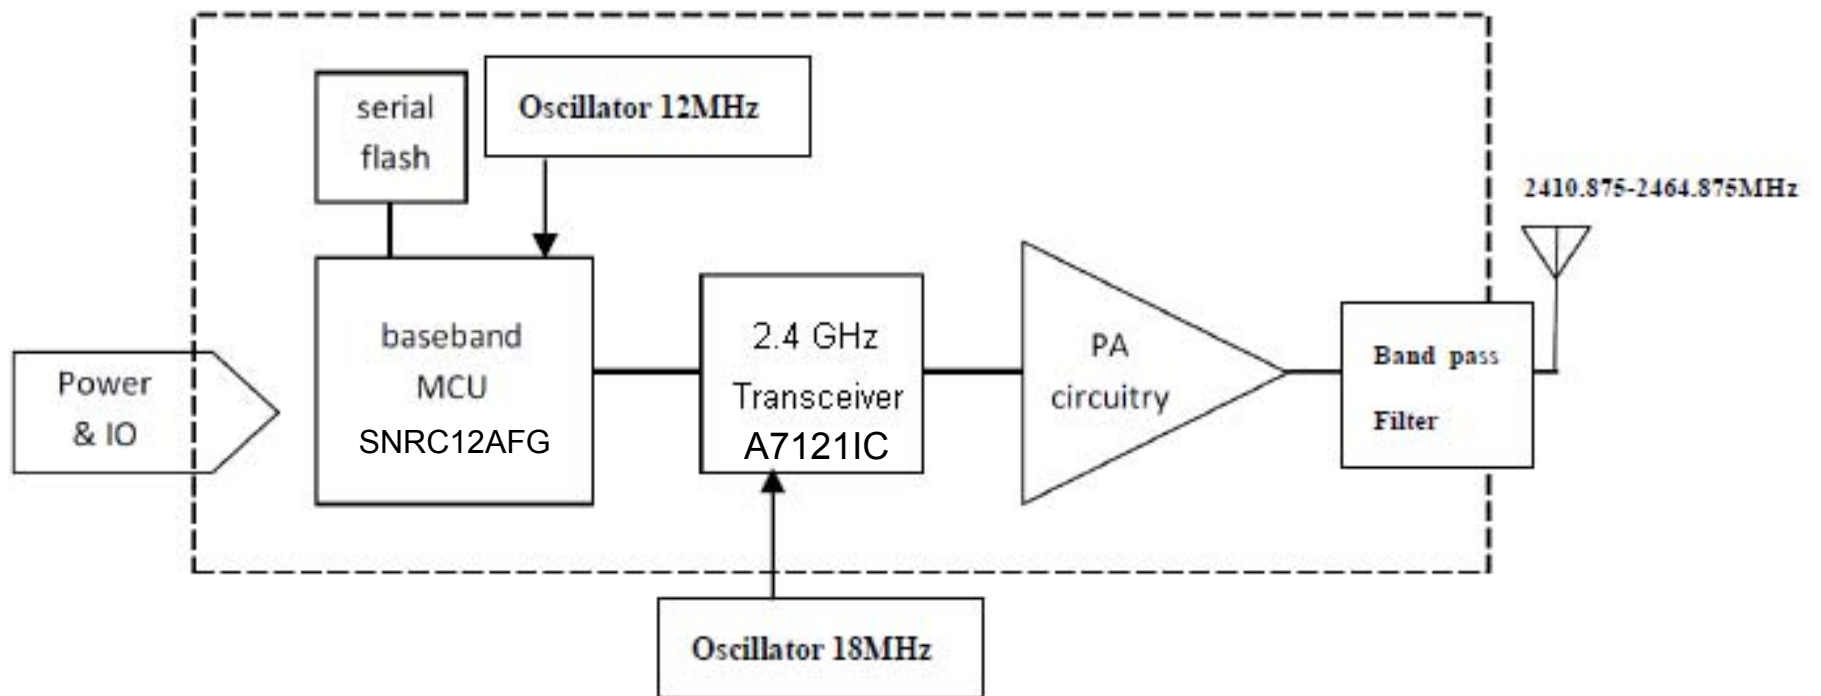 serial
flash
Oscillator 12MHz
2410.875-2464.875MHz
Power
& IO
baseband
MCU
SNRC12AFG
2.4 GHz
Transceiver
A7121IC
PA
circuitry
Band pass
Filter
Oscillator 18MHz